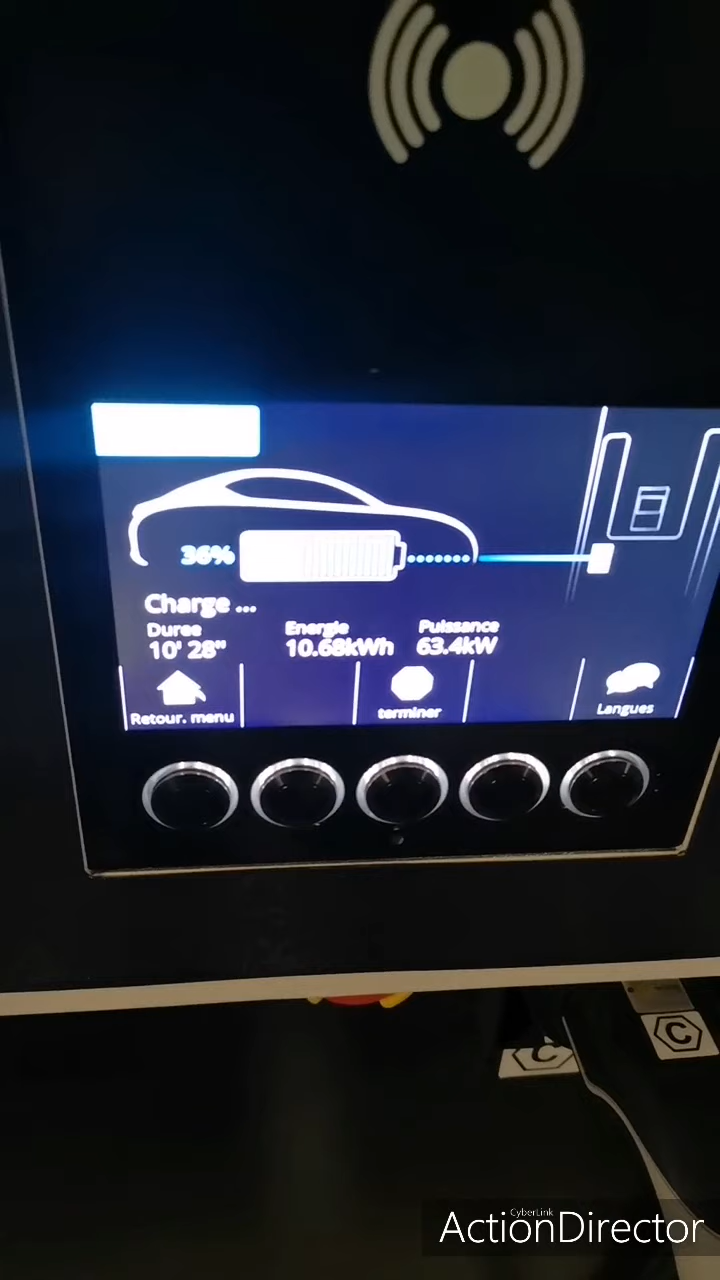 36%
Charge ...
Duree Energie Puissance
10' 28" 10.68kWh 63.4kW
Retour. menu terminer Langues
C
C
CyberLink
ActionDirector